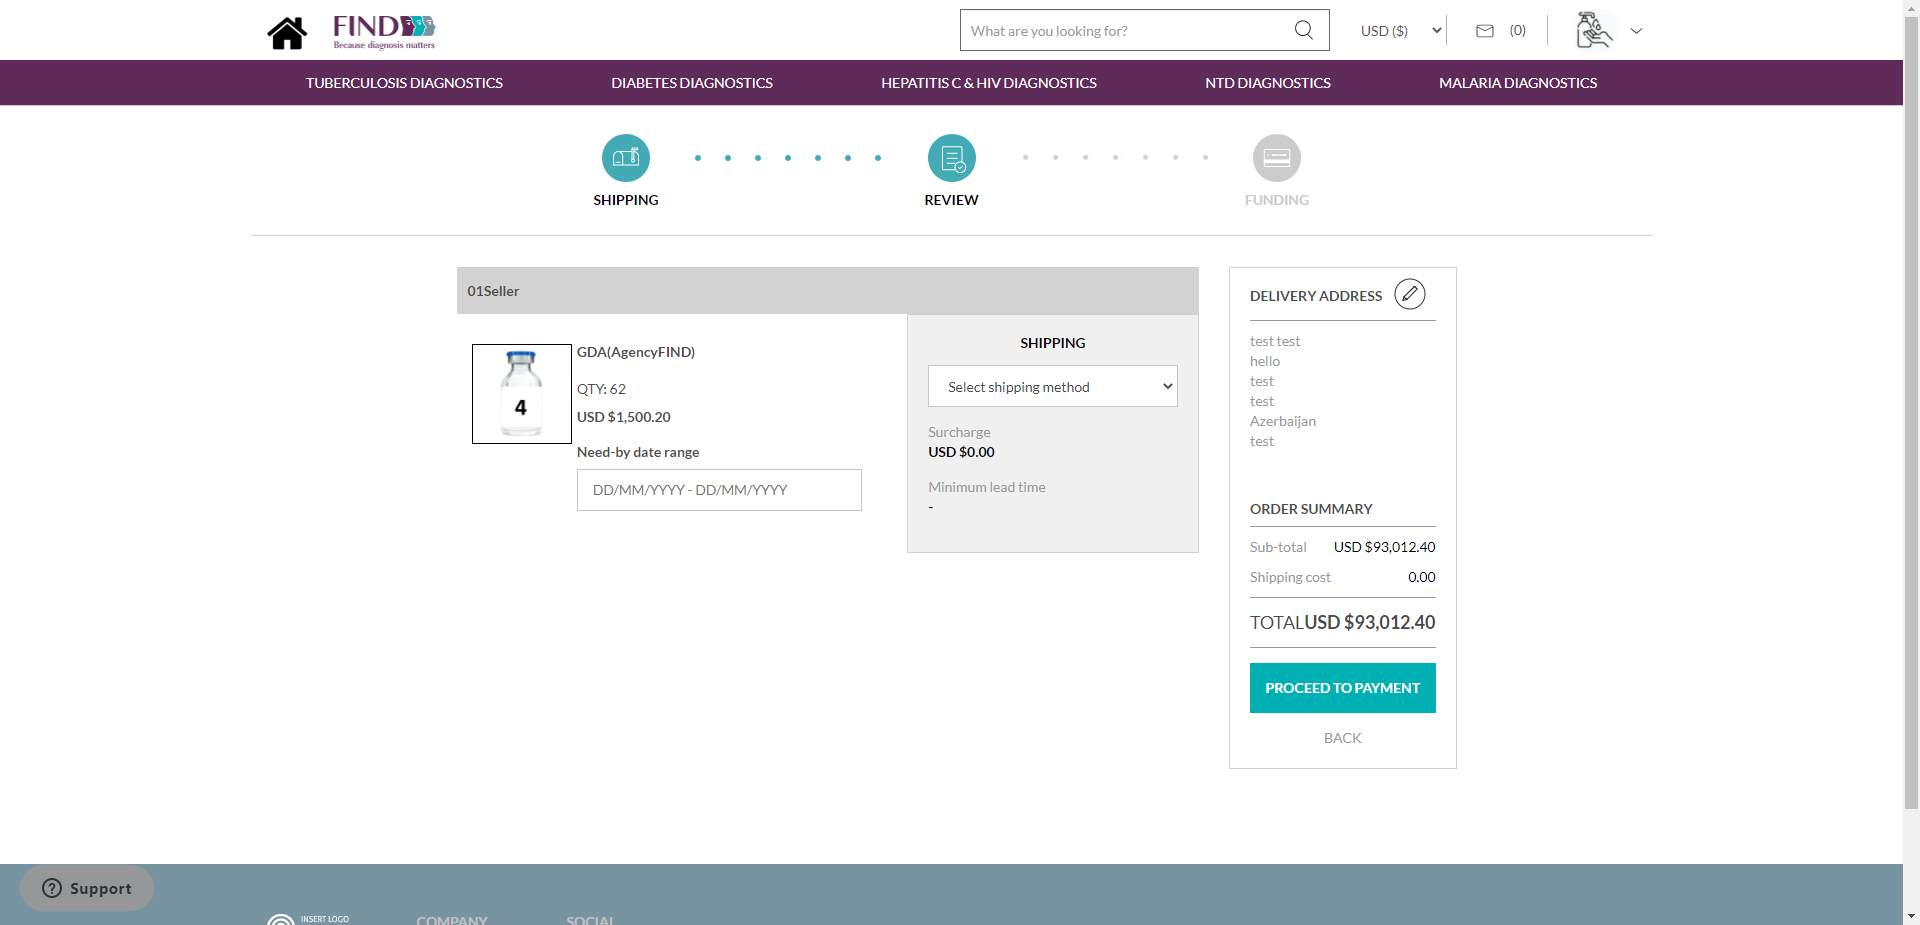 FIND
Because diagnosis matters
What are you looking for?
USD ($)
(0)
TUBERCULOSIS DIAGNOSTICS
DIABETES DIAGNOSTICS
HEPATITIS C & HIV DIAGNOSTICS
NTD DIAGNOSTICS
MALARIA DIAGNOSTICS
SHIPPING
REVIEW
FUNDING
01Seller
4
GDA(AgencyFIND)
QTY: 62
USD $1,500.20
Need-by date range
DD/MM/YYYY - DD/MM/YYYY
SHIPPING
Select shipping method
Surcharge
USD $0.00
Minimum lead time
-
DELIVERY ADDRESS
test test
hello
test
test
Azerbaijan
test
ORDER SUMMARY
Sub-total USD $93,012.40
Shipping cost 0.00
TOTALUSD $93,012.40
PROCEED TO PAYMENT
BACK
Support
INSERT LOGO
COMPANY
SOCIAL